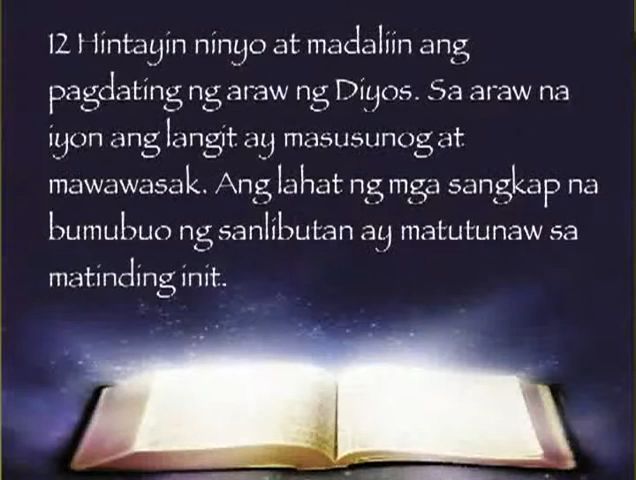 12 Hintayin ninyo at madaliin ang
pagdating ng araw ng Diyos. Sa araw na
iyon ang langit ay masusunog at
mawawasak. Ang lahat ng mga sangkap na
bumubuo ng sanlibutan ay matutunaw sa
matinding init.